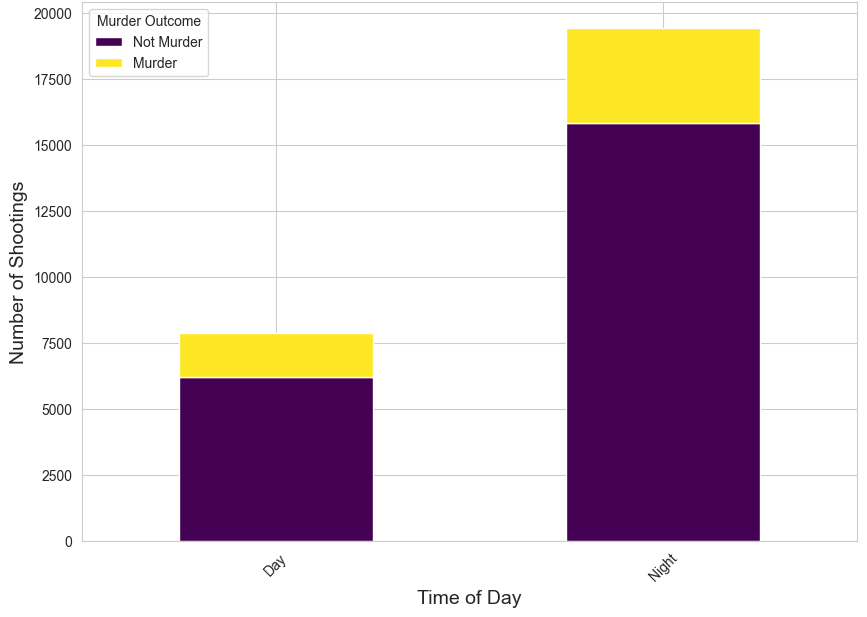 Murder Outcome
Not Murder
Murder
20000
17500
15000
12500
10000
7500
5000
2500
0
Number of Shootings
Day
Night
Time of Day